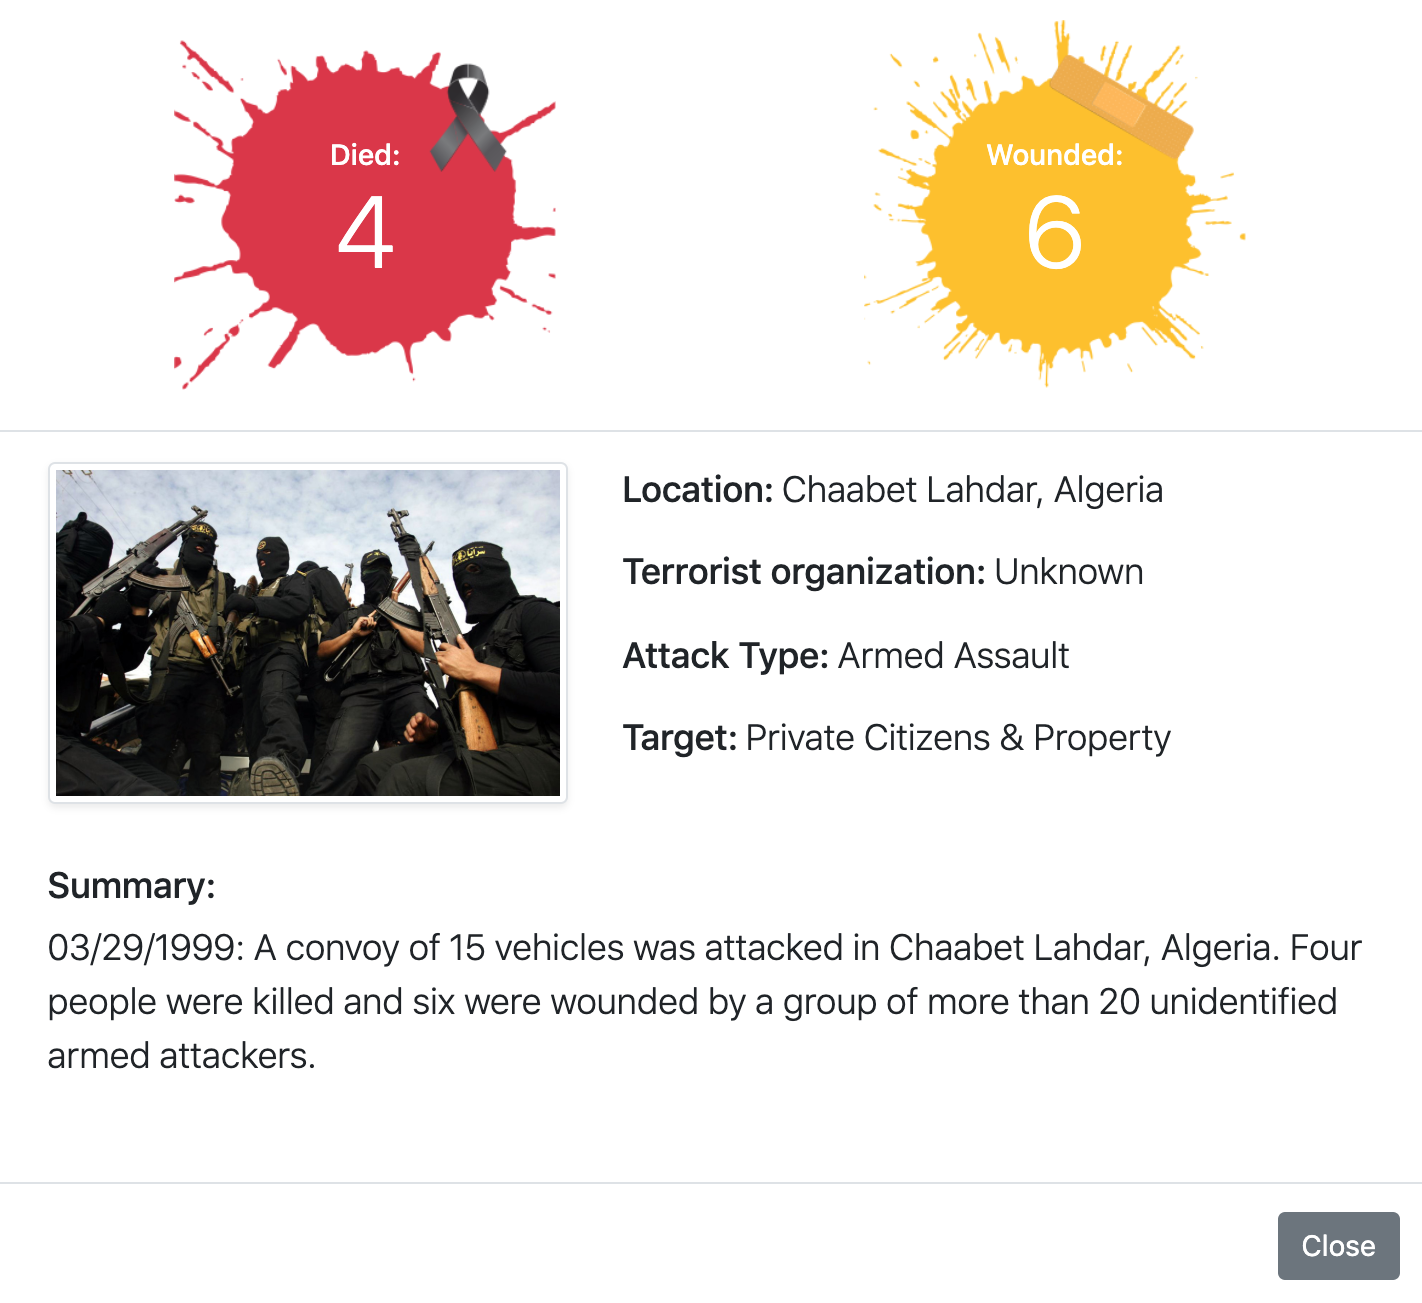 Died:
4
Wounded:
6
Location: Chaabet Lahdar, Algeria
Terrorist organization: Unknown
Attack Type: Armed Assault
Target: Private Citizens & Property
Summary:
03/29/1999: A convoy of 15 vehicles was attacked in Chaabet Lahdar, Algeria. Four
people were killed and six were wounded by a group of more than 20 unidentified
armed attackers.
Close